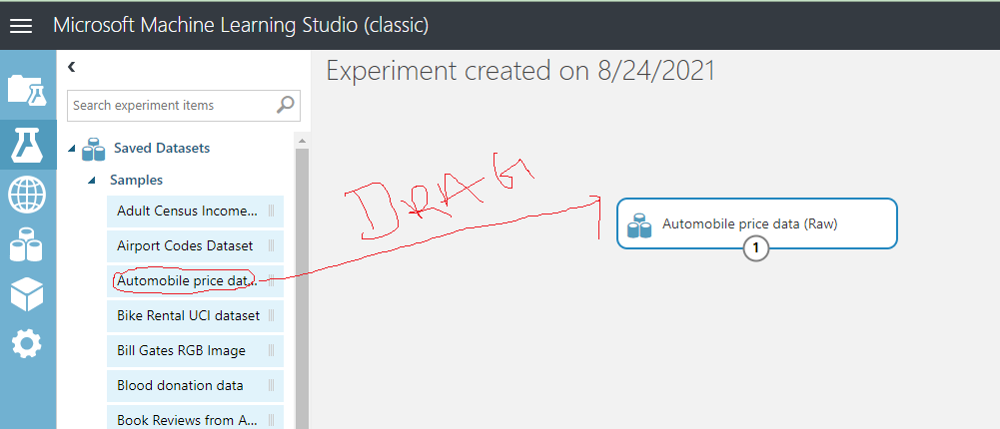 Microsoft Machine Learning Studio (classic)
Experiment created on 8/24/2021
Search experiment items
Saved Datasets
Samples
Adult Census Income...
Airport Codes Dataset
Automobile price dat...
Bike Rental UCI dataset
Bill Gates RGB Image
Blood donation data
Book Reviews from A...
DRAG
Automobile price data (Raw)
1